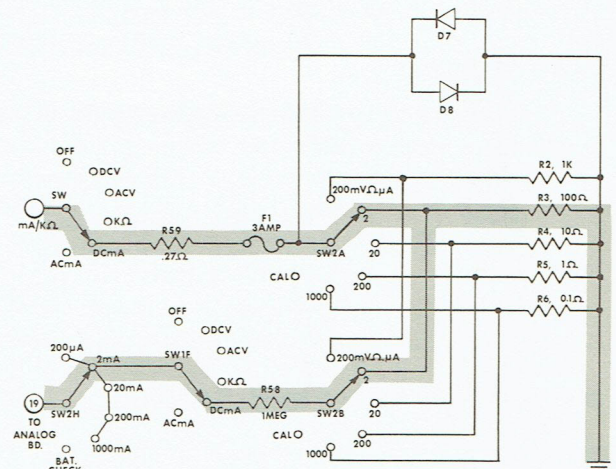 D7
D8
OFF
DCV
ACV
KΩ
SW
mA/KΩ
ACmA
DCmA
R59
.27Ω
F1
3AMP
SW2A
200mVΩμA
2
20
200
CAL
1000
R2, 1K
R3, 100Ω
R4, 10Ω
R5, 1Ω
R6, 0.1Ω
OFF
DCV
ACV
KΩ
SW1F
DCmA
ACmA
R58
1MEG
SW2B
200mVΩ,μA
2
20
200
CAL
1000
200μA
2mA
20mA
200mA
1000mA
SW2H
19
TO
ANALOG
BD.
BAT.
CHECK